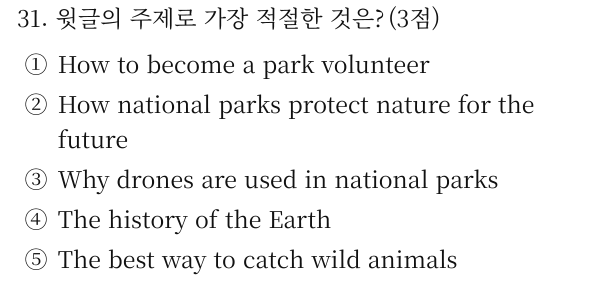 31. 윗글의 주제로 가장 적절한 것은? (3점)
① How to become a park volunteer
② How national parks protect nature for the
future
③ Why drones are used in national parks
④ The history of the Earth
⑤ The best way to catch wild animals